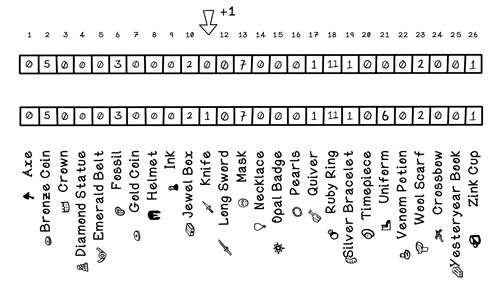 +1
1 2 3 4 5 6 7 8 9 10 12 13 14 15 16 17 18 19 20 21 22 23 24 25 26
0 5 0 0 0 3 0 0 0 2 0 0 7 0 0 0 1 11 1 0 0 0 2 0 0 1
0 5 0 0 0 3 0 0 0 2 0 0 7 0 0 0 1 11 1 0 6 0 2 0 0 1
Axe
Bronze Coin
Crown
Diamond Statue
Emerald Belt
Fossil
Gold Coin
Helmet
Ink
Jewel Box
Knife
Long Sword
Mask
Necklace
Opal Badge
Pearls
Quiver
Ruby Ring
Silver Bracelet
Timepiece
Uniform
Venom Potion
Wool Scarf
Crossbow
Yesteryear Book
Zink Cup